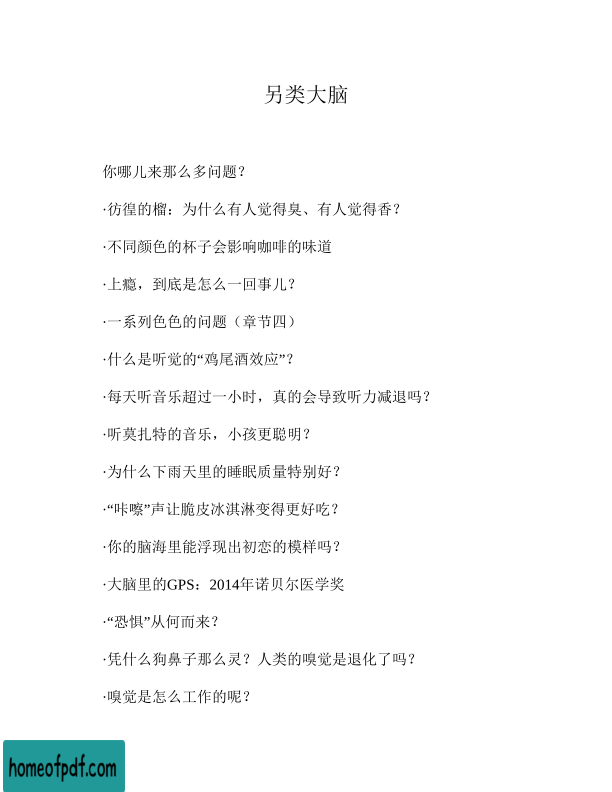 另类大脑
你哪儿来那么多问题？
·彷徨的榴：为什么有人觉得臭、有人觉得香？
·不同颜色的杯子会影响咖啡的味道
·上瘾，到底是怎么一回事儿？
·一系列色色的问题（章节四）
·什么是听觉的“鸡尾酒效应”？
·每天听音乐超过一小时，真的会导致听力减退吗？
·听莫扎特的音乐，小孩更聪明？
·为什么下雨天里的睡眠质量特别好？
·“咔嚓”声让脆皮冰淇淋变得更好吃？
·你的脑海里能浮现出初恋的模样吗？
·大脑里的GPS：2014年诺贝尔医学奖
·“恐惧”从何而来？
·凭什么狗鼻子那么灵？人类的嗅觉是退化了吗？
·嗅觉是怎么工作的呢？
homeofpdf.com